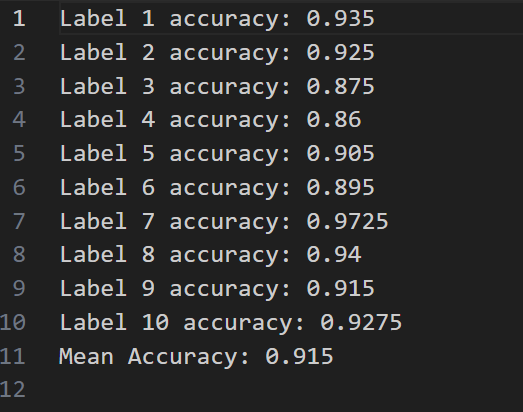 1 Label 1 accuracy: 0.935
2 Label 2 accuracy: 0.925
3 Label 3 accuracy: 0.875
4 Label 4 accuracy: 0.86
5 Label 5 accuracy: 0.905
6 Label 6 accuracy: 0.895
7 Label 7 accuracy: 0.9725
8 Label 8 accuracy: 0.94
9 Label 9 accuracy: 0.915
10 Label 10 accuracy: 0.9275
11 Mean Accuracy: 0.915
12